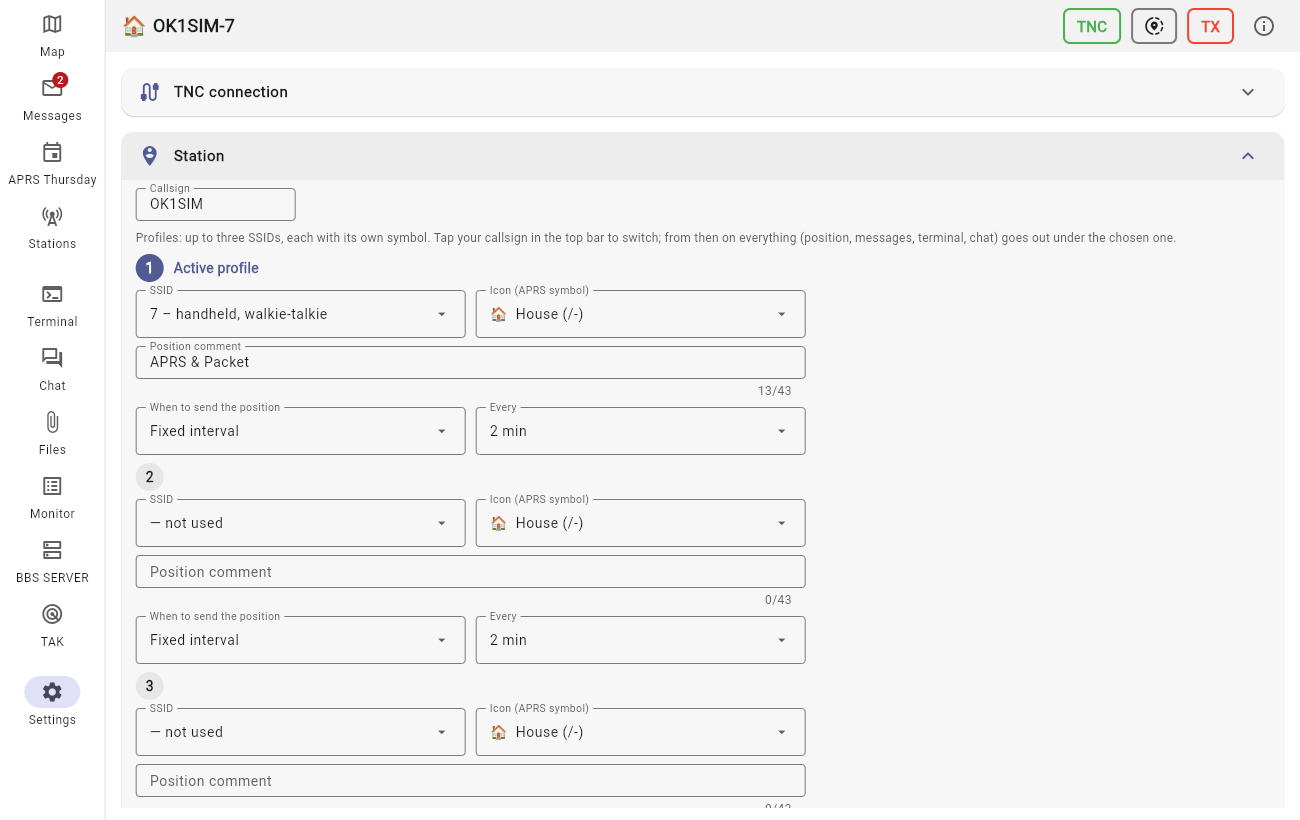 OK1SIM-7
TNC
TX
Map
2
Messages
APRS Thursday
Stations
Terminal
Chat
Files
Monitor
BBS SERVER
TAK
Settings
TNC connection
Station
Callsign
OK1SIM
Profiles: up to three SSIDs, each with its own symbol. Tap your callsign in the top bar to switch; from then on everything (position, messages, terminal, chat) goes out under the chosen one.
1 Active profile
SSID
7 – handheld, walkie-talkie
Icon (APRS symbol)
House (/-)
Position comment
APRS & Packet
13/43
When to send the position
Fixed interval
Every
2 min
2
SSID
— not used
Icon (APRS symbol)
House (/-)
Position comment
0/43
When to send the position
Fixed interval
Every
2 min
3
SSID
— not used
Icon (APRS symbol)
House (/-)
Position comment
0/43